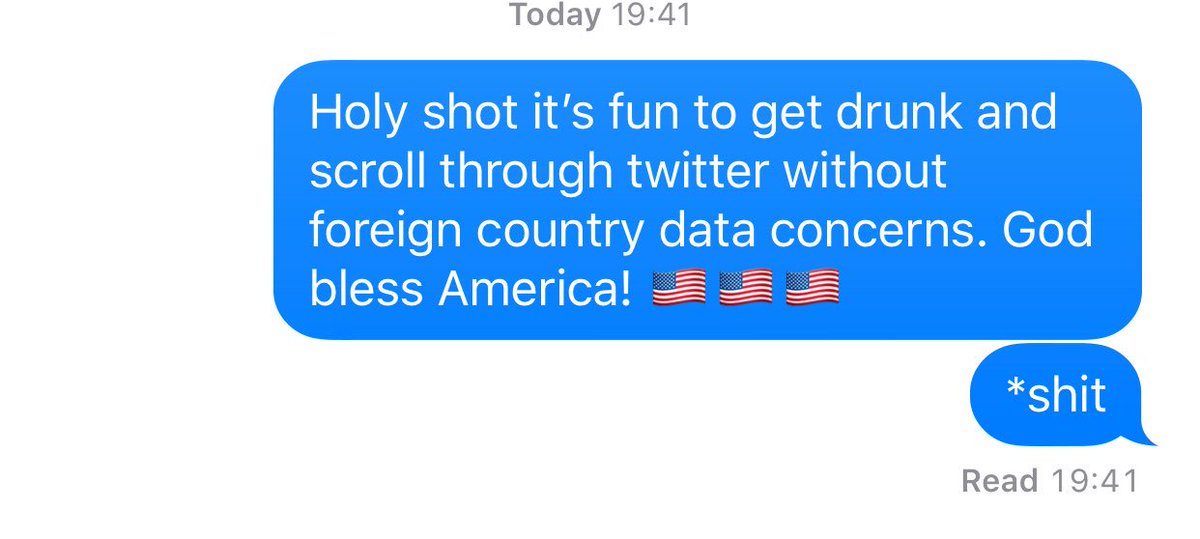 Today 19:41
Holy shot it’s fun to get drunk and
scroll through twitter without
foreign country data concerns. God
bless America! 🇺🇸🇺🇸🇺🇸
*shit
Read 19:41